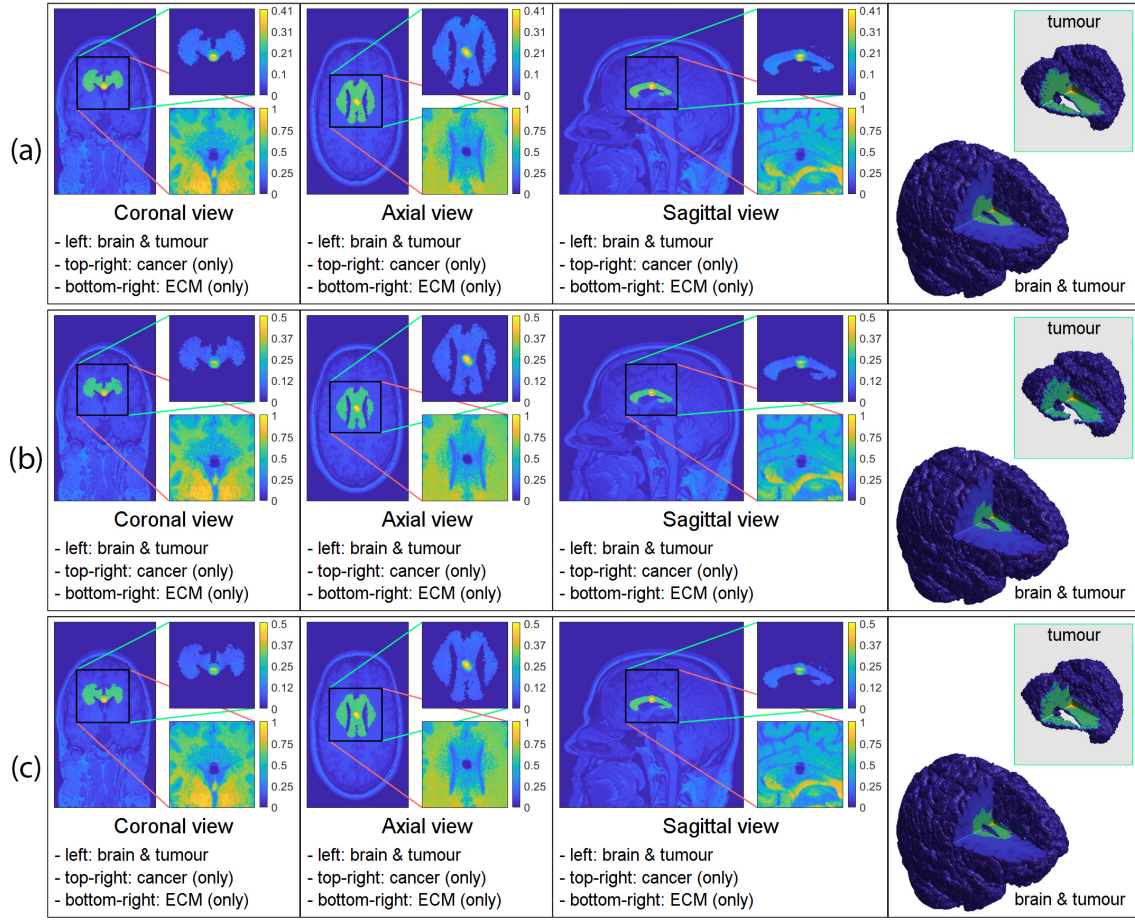 (a)
0.41
0.31
0.21
0.1
0
1
0.75
0.5
0.25
0
Coronal view
- left: brain & tumour
- top-right: cancer (only)
- bottom-right: ECM (only)
0.41
0.31
0.21
0.1
0
1
0.75
0.5
0.25
0
Axial view
- left: brain & tumour
- top-right: cancer (only)
- bottom-right: ECM (only)
0.41
0.31
0.21
0.1
0
1
0.75
0.5
0.25
0
Sagittal view
- left: brain & tumour
- top-right: cancer (only)
- bottom-right: ECM (only)
tumour
brain & tumour
(b)
0.5
0.37
0.25
0.12
0
1
0.75
0.5
0.25
0
Coronal view
- left: brain & tumour
- top-right: cancer (only)
- bottom-right: ECM (only)
0.5
0.37
0.25
0.12
0
1
0.75
0.5
0.25
0
Axial view
- left: brain & tumour
- top-right: cancer (only)
- bottom-right: ECM (only)
0.5
0.37
0.25
0.12
0
1
0.75
0.5
0.25
0
Sagittal view
- left: brain & tumour
- top-right: cancer (only)
- bottom-right: ECM (only)
tumour
brain & tumour
(c)
0.5
0.37
0.25
0.12
0
1
0.75
0.5
0.25
0
Coronal view
- left: brain & tumour
- top-right: cancer (only)
- bottom-right: ECM (only)
0.5
0.37
0.25
0.12
0
1
0.75
0.5
0.25
0
Axial view
- left: brain & tumour
- top-right: cancer (only)
- bottom-right: ECM (only)
0.5
0.37
0.25
0.12
0
1
0.75
0.5
0.25
0
Sagittal view
- left: brain & tumour
- top-right: cancer (only)
- bottom-right: ECM (only)
tumour
brain & tumour